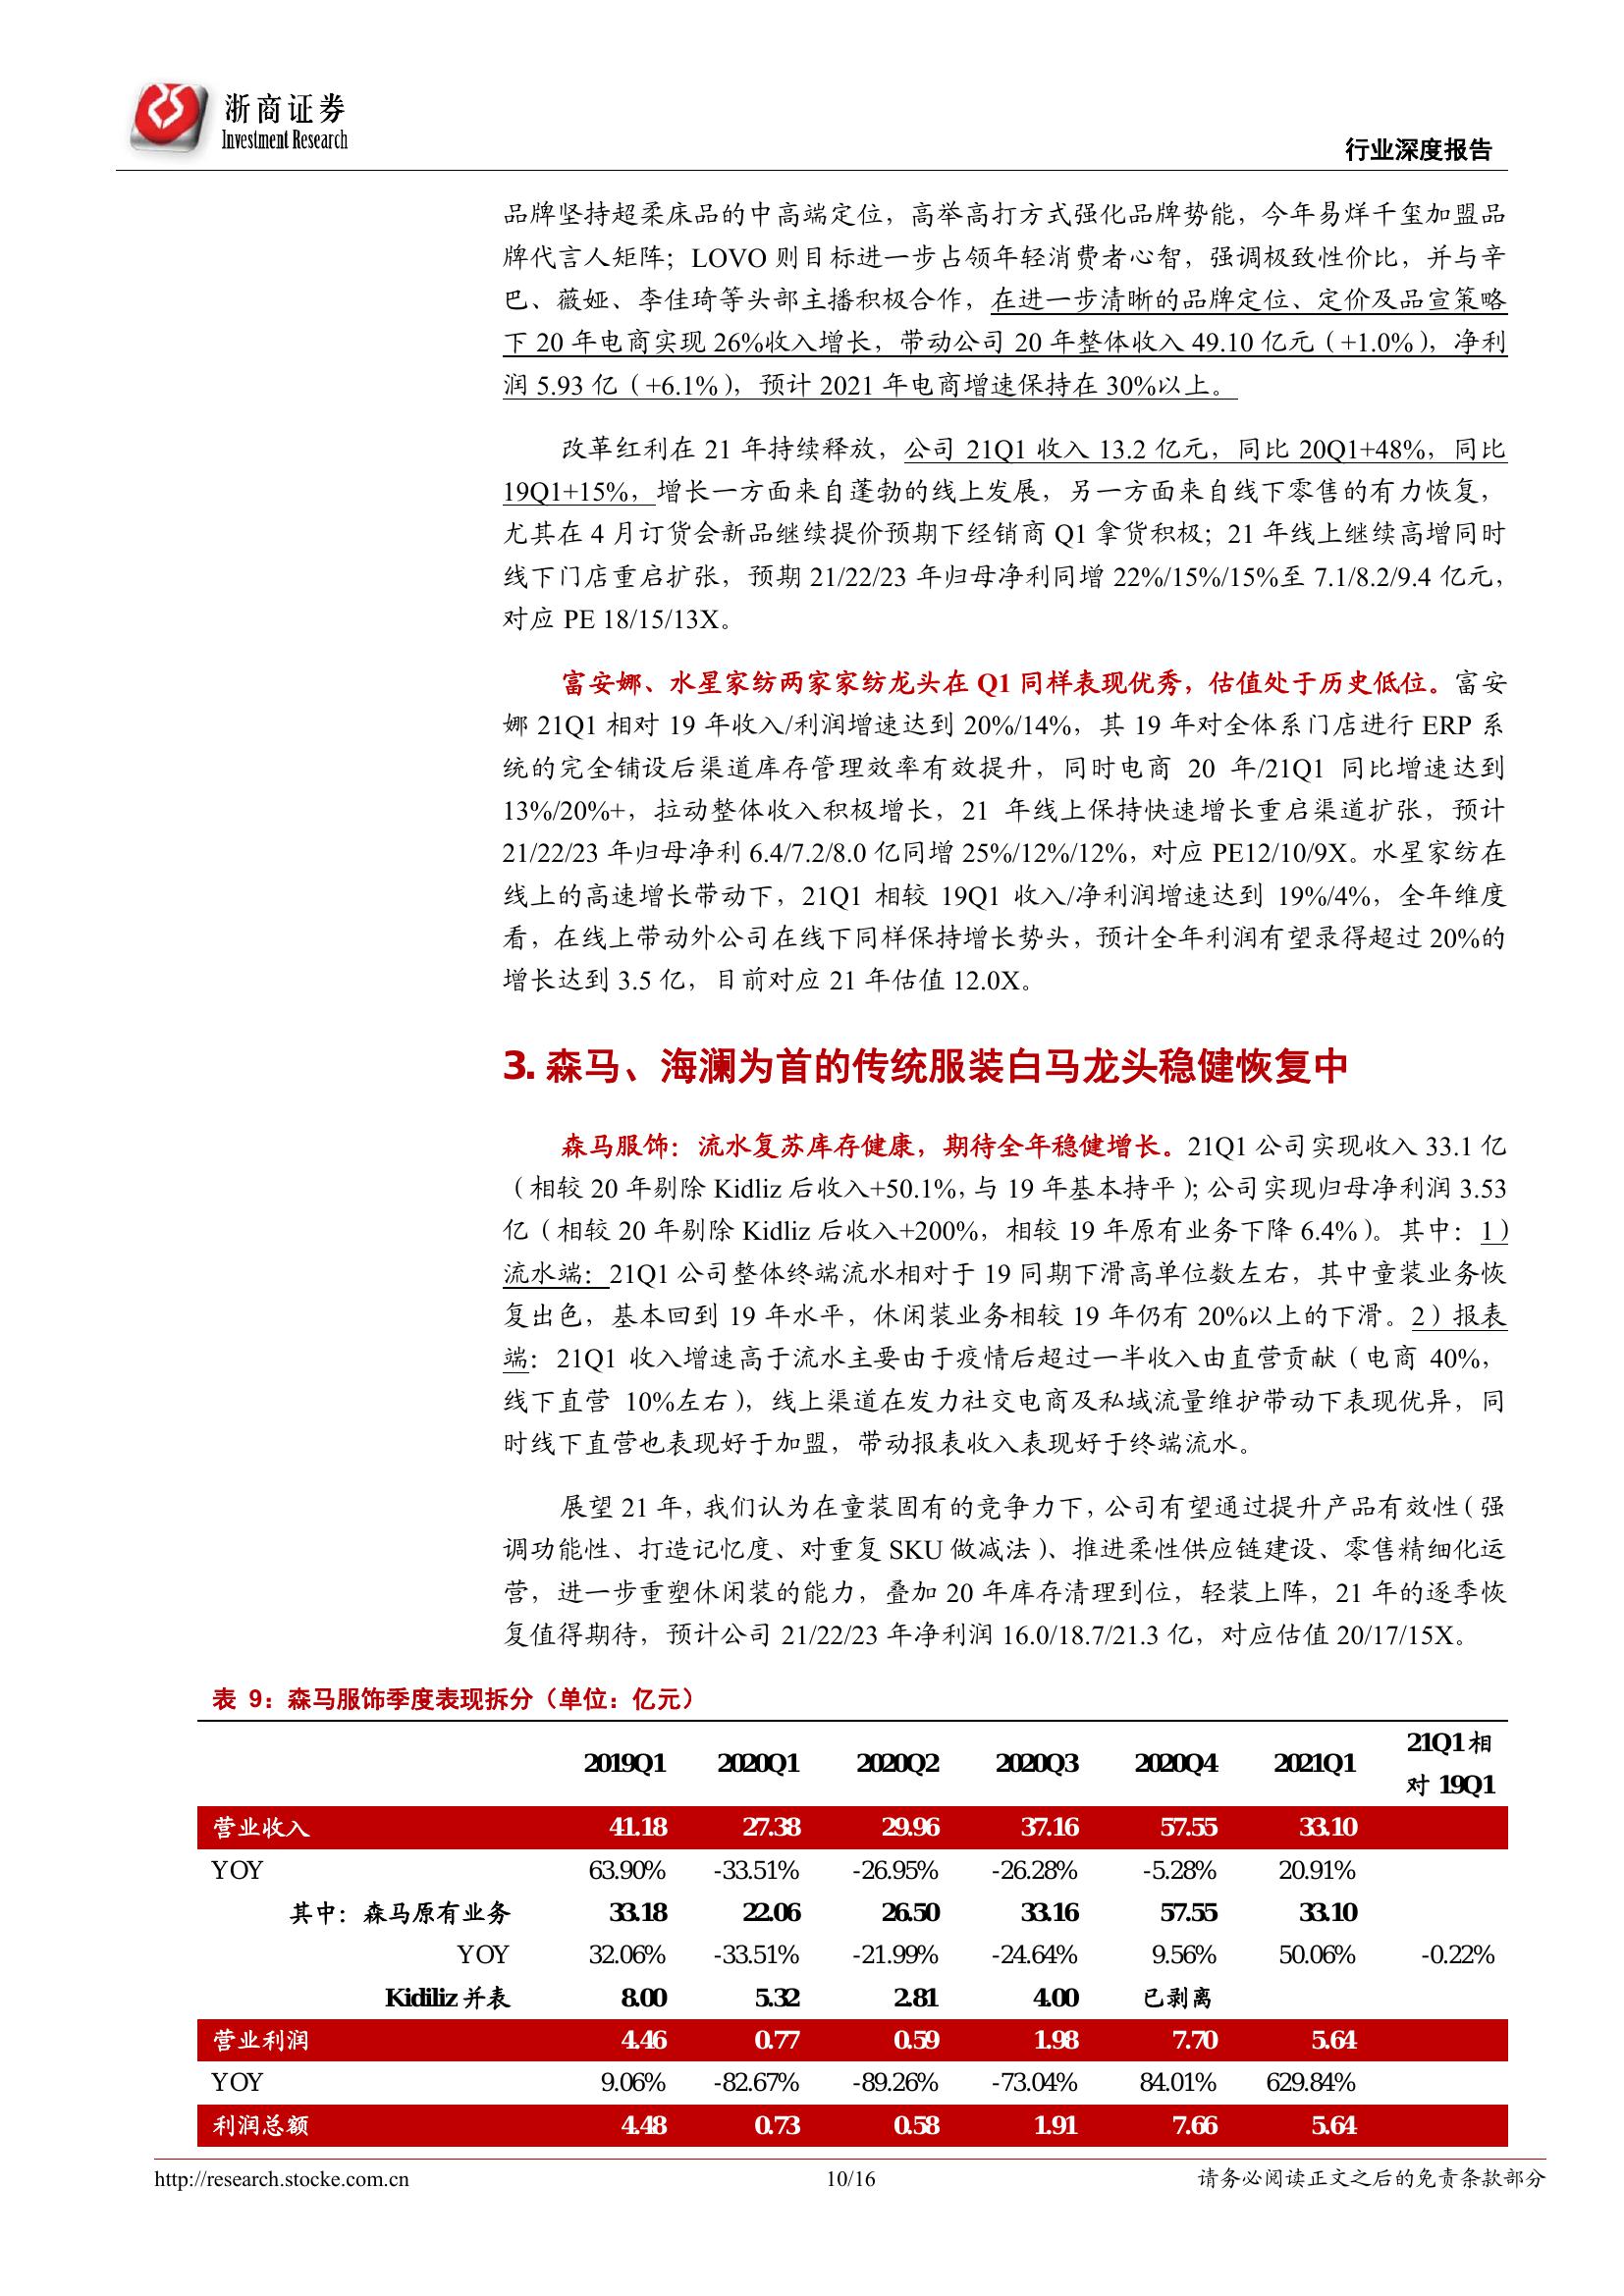 浙商证券
Investment Research
行业深度报告
品牌坚持超柔床品的中高端定位，高举高打方式强化品牌势能，今年易烊千玺加盟品
牌代言人矩阵；LOVO 则目标进一步占领年轻消费者心智，强调极致性价比，并与辛
巴、薇娅、李佳琦等头部主播积极合作，在进一步清晰的品牌定位、定价及品宣策略
下 20 年电商实现 26%收入增长，带动公司 20 年整体收入 49.10 亿元（+1.0%），净利
润 5.93 亿（+6.1%），预计 2021 年电商增速保持在 30%以上。
改革红利在 21 年持续释放，公司 21Q1 收入 13.2 亿元，同比 20Q1+48%，同比
19Q1+15%，增长一方面来自蓬勃的线上发展，另一方面来自线下零售的有力恢复，
尤其在 4 月订货会新品继续提价预期下经销商 Q1 拿货积极；21 年线上继续高增同时
线下门店重启扩张，预期 21/22/23 年归母净利同增 22%/15%/15%至 7.1/8.2/9.4 亿元，
对应 PE 18/15/13X。
富安娜、水星家纺两家家纺龙头在 Q1 同样表现优秀，估值处于历史低位。富安
娜 21Q1 相对 19 年收入/利润增速达到 20%/14%，其 19 年对全体系门店进行 ERP 系
统的完全铺设后渠道库存管理效率有效提升，同时电商 20 年/21Q1 同比增速达到
13%/20%+，拉动整体收入积极增长，21 年线上保持快速增长重启渠道扩张，预计
21/22/23 年归母净利 6.4/7.2/8.0 亿同增 25%/12%/12%，对应 PE12/10/9X。水星家纺在
线上的高速增长带动下，21Q1 相较 19Q1 收入/净利润增速达到 19%/4%，全年维度
看，在线上带动外公司在线下同样保持增长势头，预计全年利润有望录得超过 20%的
增长达到 3.5 亿，目前对应 21 年估值 12.0X。
3. 森马、海澜为首的传统服装白马龙头稳健恢复中
森马服饰：流水复苏库存健康，期待全年稳健增长。21Q1 公司实现收入 33.1 亿
（相较 20 年剔除 Kidliz 后收入+50.1%，与 19 年基本持平）；公司实现归母净利润 3.53
亿（相较 20 年剔除 Kidliz 后收入+200%，相较 19 年原有业务下降 6.4%）。其中：1）
流水端：21Q1 公司整体终端流水相对于 19 同期下滑高单位数左右，其中童装业务恢
复出色，基本回到 19 年水平，休闲装业务相较 19 年仍有 20%以上的下滑。2）报表
端：21Q1 收入增速高于流水主要由于疫情后超过一半收入由直营贡献（电商 40%，
线下直营 10%左右），线上渠道在发力社交电商及私域流量维护带动下表现优异，同
时线下直营也表现好于加盟，带动报表收入表现好于终端流水。
展望 21 年，我们认为在童装固有的竞争力下，公司有望通过提升产品有效性（强
调功能性、打造记忆度、对重复 SKU 做减法）、推进柔性供应链建设、零售精细化运
营，进一步重塑休闲装的能力，叠加 20 年库存清理到位，轻装上阵，21 年的逐季恢
复值得期待，预计公司 21/22/23 年净利润 16.0/18.7/21.3 亿，对应估值 20/17/15X。
表 9：森马服饰季度表现拆分（单位：亿元）
2019Q1 2020Q1 2020Q2 2020Q3 2020Q4 2021Q1 21Q1 相
对 19Q1
营业收入 41.18 27.38 29.96 37.16 57.55 33.10
YOY 63.90% -33.51% -26.95% -26.28% -5.28% 20.91%
其中：森马原有业务 33.18 22.06 26.50 33.16 57.55 33.10
YOY 32.06% -33.51% -21.99% -24.64% 9.56% 50.06% -0.22%
Kidiliz 并表 8.00 5.32 2.81 4.00 已剥离
营业利润 4.46 0.77 0.59 1.98 7.70 5.64
YOY 9.06% -82.67% -89.26% -73.04% 84.01% 629.84%
利润总额 4.48 0.73 0.58 1.91 7.66 5.64
http://research.stocke.com.cn 10/16 请务必阅读正文之后的免责条款部分